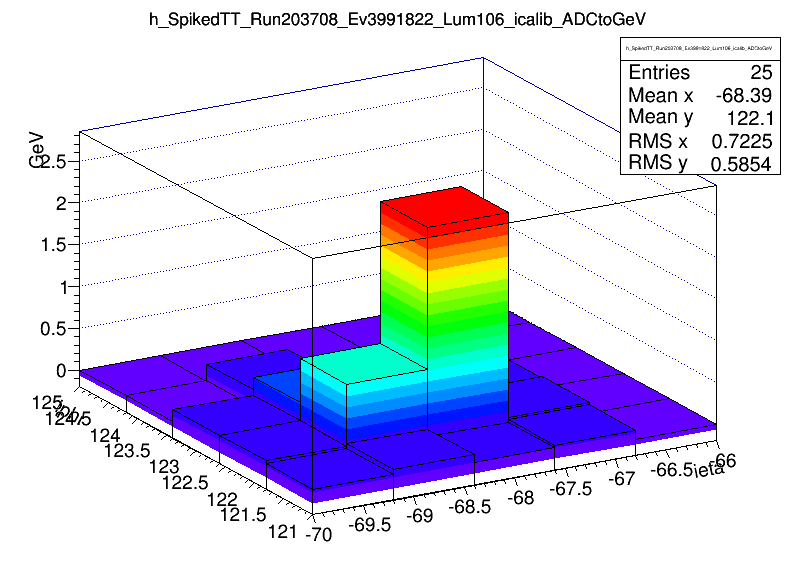 h_SpikedTT_Run203708_Ev3991822_Lum106_icalib_ADCtoGeV
h_SpikedTT_Run203708_Ev3991822_Lum106_icalib_ADCtoGeV
Entries 25
Mean x -68.39
Mean y 122.1
RMS x 0.7225
RMS y 0.5854
GeV
2.5
2
1.5
1
0.5
0
125
124.5
124
123.5
123
122.5
122
121.5
121
-70
-69.5
-69
-68.5
-68
-67.5
-67
-66.5
-66
ieta